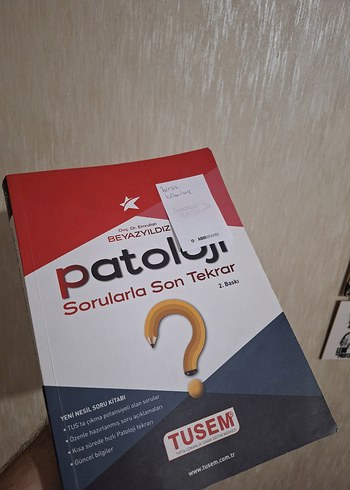 Doç. Dr. Emrullah
BEYAZYILDIZ
patoloji
Sorularla Son Tekrar
2. Baskı
YENİ NESİL SORU KİTABI
• TUS'ta çıkma potansiyeli olan sorular
• Özenle hazırlanmış soru açıklamaları
• Kısa sürede hızlı Patoloji tekrarı
• Güncel bilgiler
TUSEM
www.tusem.com.tr